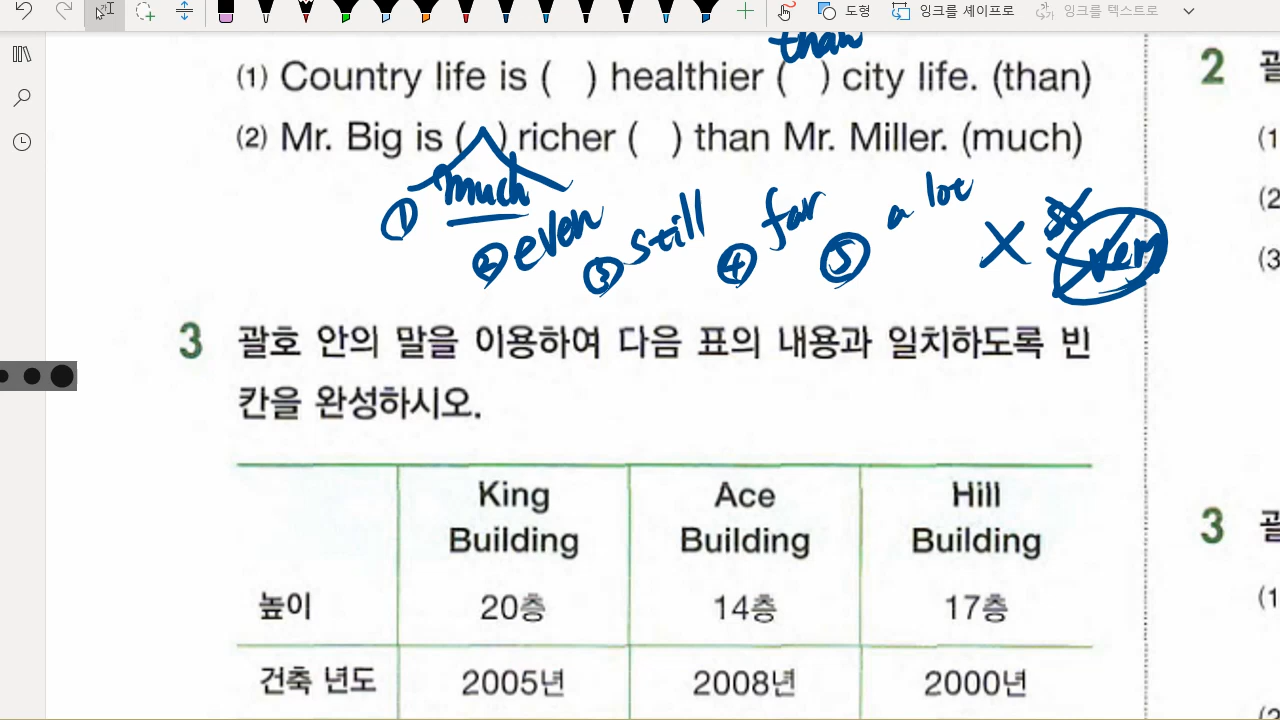 도형 잉크를 셰이프로 잉크를 텍스트로
than
(1) Country life is ( ) healthier ( ) city life. (than)
(2) Mr. Big is ( ) richer ( ) than Mr. Miller. (much)
① much ② even ③ still ④ far ⑤ a lot X so very
3 괄호 안의 말을 이용하여 다음 표의 내용과 일치하도록 빈
칸을 완성하시오.
King Building Ace Building Hill Building
높이 20층 14층 17층
건축 년도 2005년 2008년 2000년
2
(1
(2
(3
3
(1